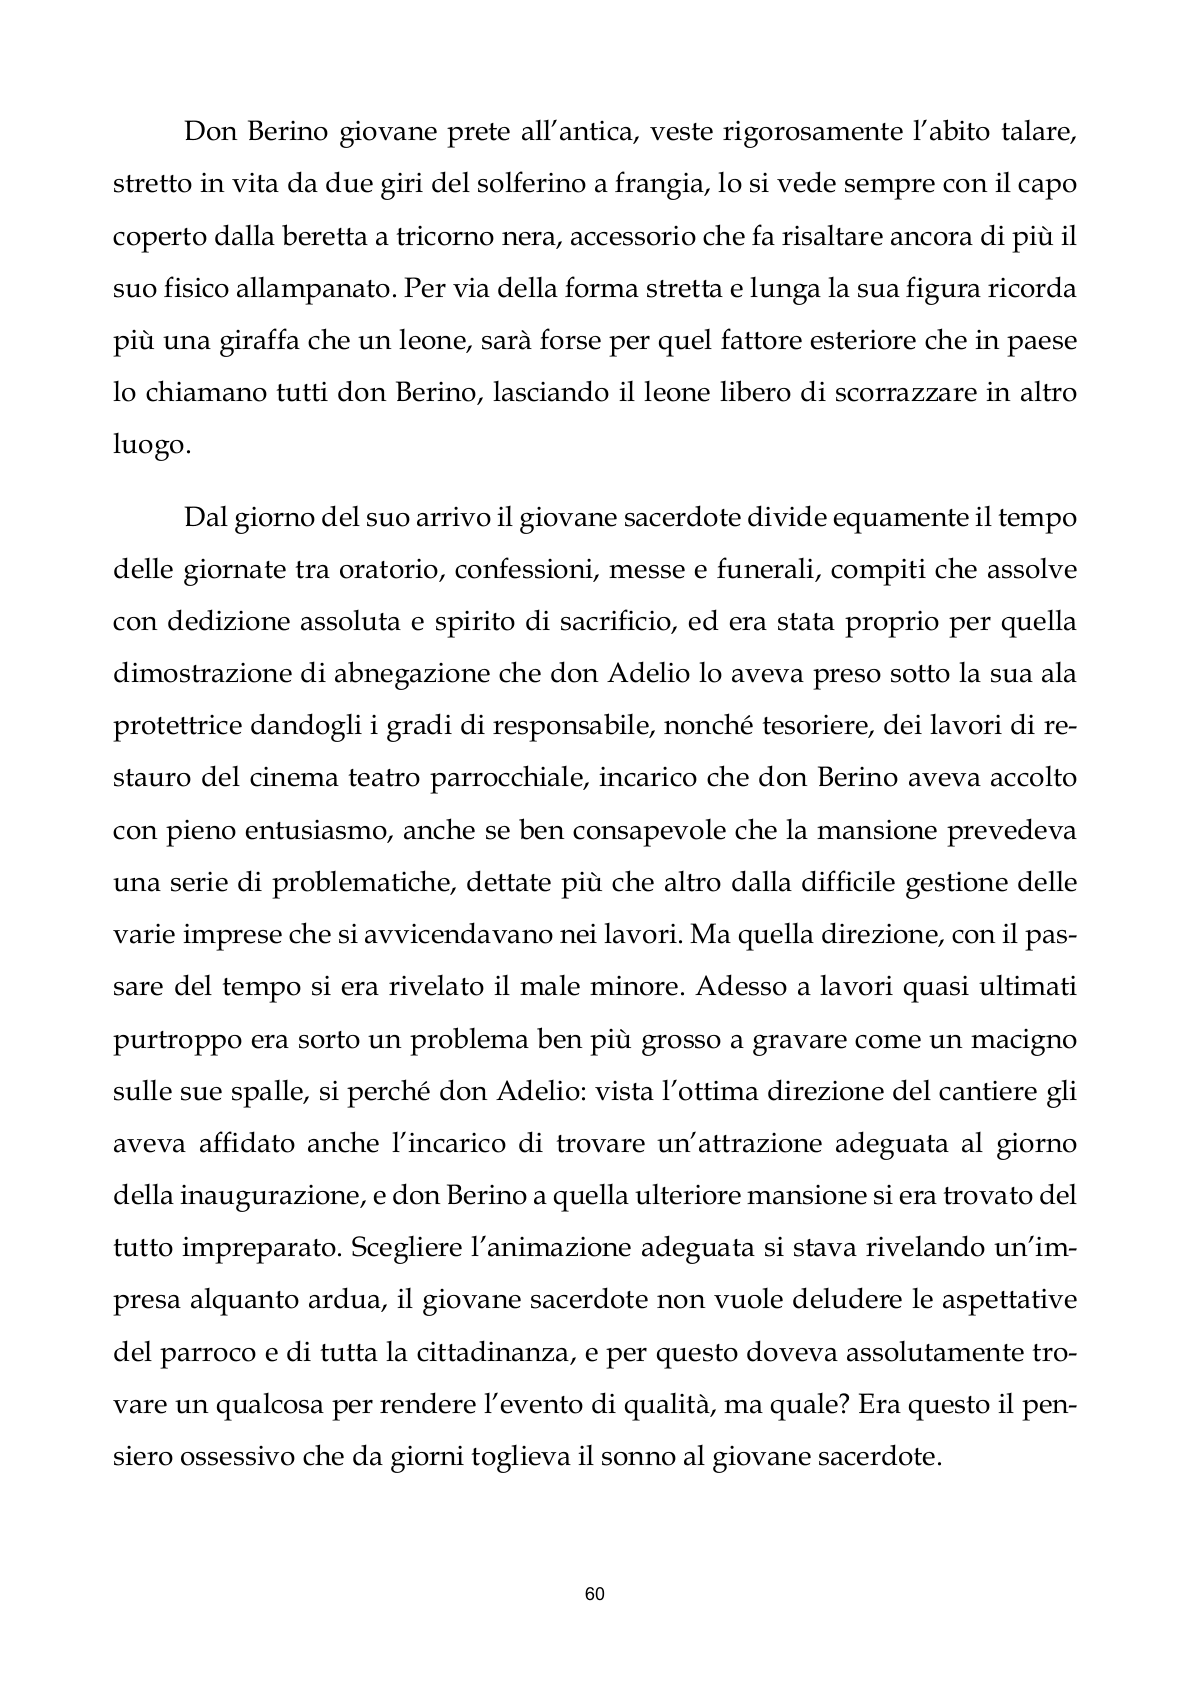 Don Berino giovane prete all’antica, veste rigorosamente l’abito talare,
stretto in vita da due giri del solferino a frangia, lo si vede sempre con il capo
coperto dalla beretta a tricorno nera, accessorio che fa risaltare ancora di più il
suo fisico allampanato. Per via della forma stretta e lunga la sua figura ricorda
più una giraffa che un leone, sarà forse per quel fattore esteriore che in paese
lo chiamano tutti don Berino, lasciando il leone libero di scorrazzare in altro
luogo.
Dal giorno del suo arrivo il giovane sacerdote divide equamente il tempo
delle giornate tra oratorio, confessioni, messe e funerali, compiti che assolve
con dedizione assoluta e spirito di sacrificio, ed era stata proprio per quella
dimostrazione di abnegazione che don Adelio lo aveva preso sotto la sua ala
protettrice dandogli i gradi di responsabile, nonché tesoriere, dei lavori di re-
stauro del cinema teatro parrocchiale, incarico che don Berino aveva accolto
con pieno entusiasmo, anche se ben consapevole che la mansione prevedeva
una serie di problematiche, dettate più che altro dalla difficile gestione delle
varie imprese che si avvicendavano nei lavori. Ma quella direzione, con il pas-
sare del tempo si era rivelato il male minore. Adesso a lavori quasi ultimati
purtroppo era sorto un problema ben più grosso a gravare come un macigno
sulle sue spalle, si perché don Adelio: vista l’ottima direzione del cantiere gli
aveva affidato anche l’incarico di trovare un’attrazione adeguata al giorno
della inaugurazione, e don Berino a quella ulteriore mansione si era trovato del
tutto impreparato. Scegliere l’animazione adeguata si stava rivelando un’im-
presa alquanto ardua, il giovane sacerdote non vuole deludere le aspettative
del parroco e di tutta la cittadinanza, e per questo doveva assolutamente tro-
vare un qualcosa per rendere l’evento di qualità, ma quale? Era questo il pen-
siero ossessivo che da giorni toglieva il sonno al giovane sacerdote.
60